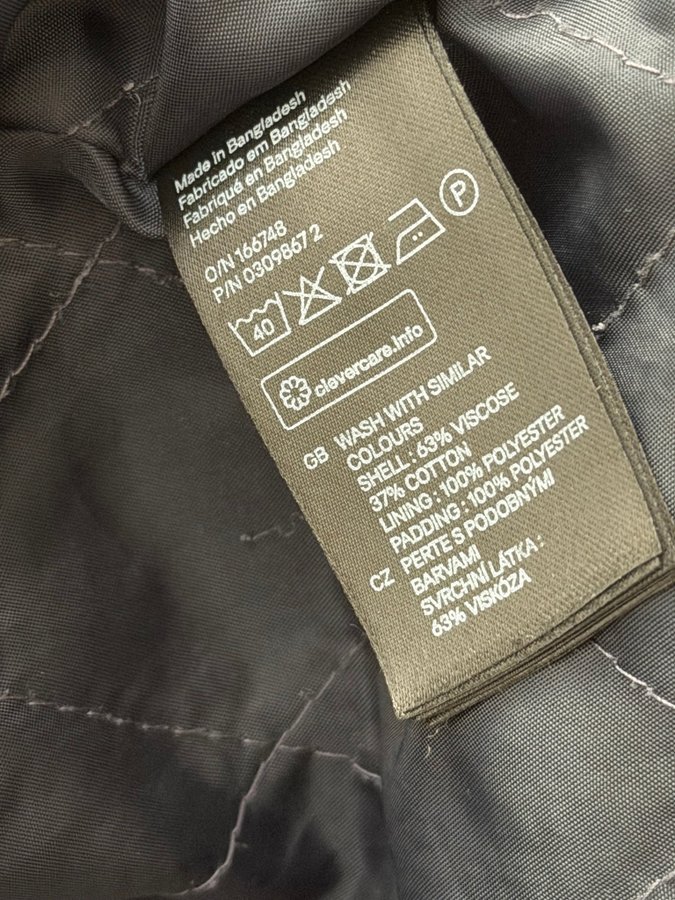 Made in Bangladesh
Fabricado em Bangladesh
Fabriqué en Bangladesh
Hecho en Bangladesh
O/N 166748
P/N 0309867 2
40
P
clevercare.info
GB WASH WITH SIMILAR
COLOURS
SHELL : 63% VISCOSE
37% COTTON
LINING : 100% POLYESTER
PADDING : 100% POLYESTER
CZ PERTE S PODOBNÝMI
BARVAMI
SVRCHNÍ LÁTKA :
63% VISKÓZA